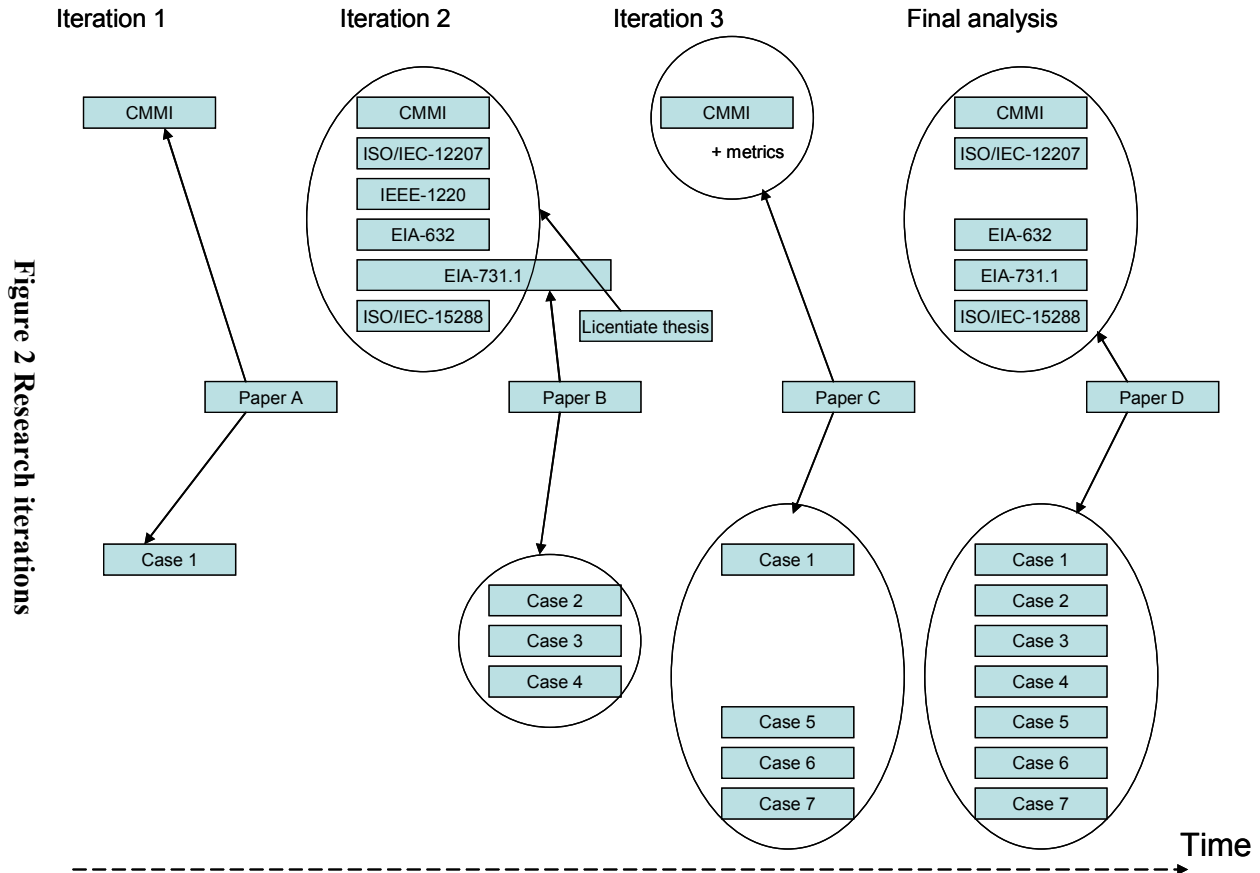 Iteration 1
Iteration 2
Iteration 3
Final analysis
CMMI
CMMI
ISO/IEC-12207
IEEE-1220
EIA-632
EIA-731.1
ISO/IEC-15288
Licentiate thesis
CMMI
+ metrics
CMMI
ISO/IEC-12207
EIA-632
EIA-731.1
ISO/IEC-15288
Paper A
Paper B
Paper C
Paper D
Case 1
Case 2
Case 3
Case 4
Case 1
Case 5
Case 6
Case 7
Case 1
Case 2
Case 3
Case 4
Case 5
Case 6
Case 7
Time
Figure 2 Research iterations